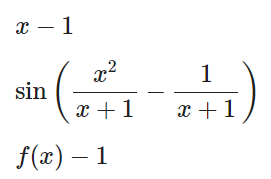 x − 1
sin ( x² / x + 1 − 1 / x + 1 )
f(x) − 1